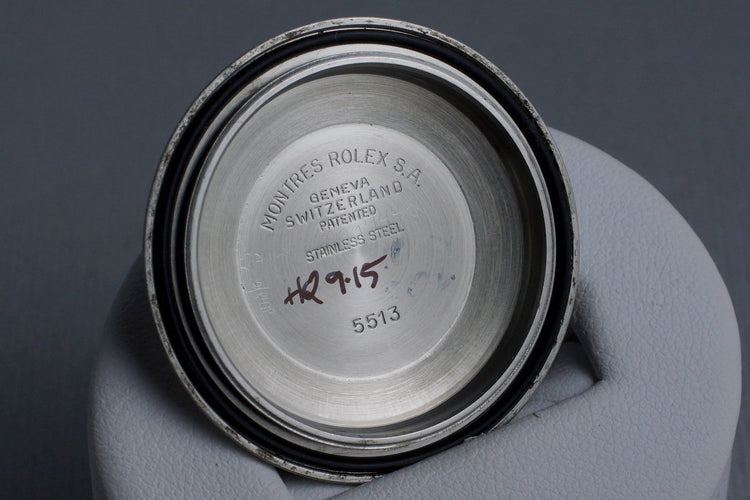 MONTRES ROLEX S.A.
GENEVA
SWITZERLAND
PATENTED
STAINLESS STEEL
HR 9·15
5513